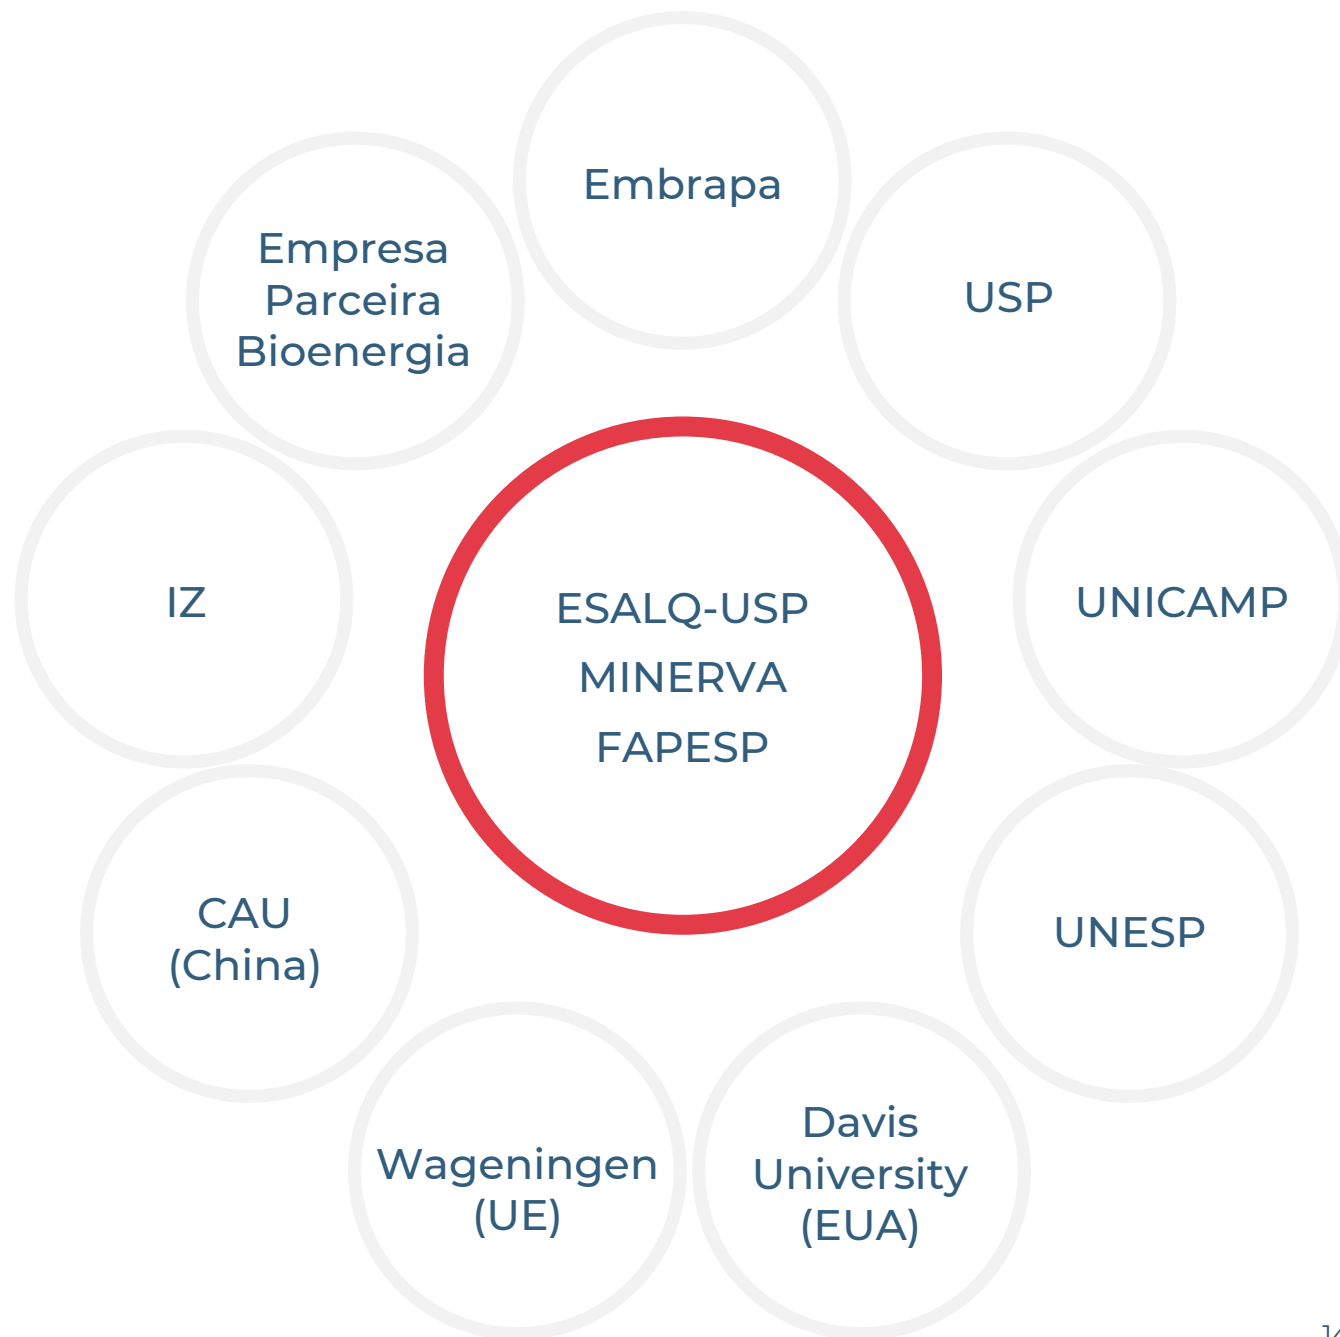 Embrapa
Empresa
Parceira
Bioenergia
USP
IZ
ESALQ-USP
MINERVA
FAPESP
UNICAMP
CAU
(China)
UNESP
Wageningen
(UE)
Davis
University
(EUA)